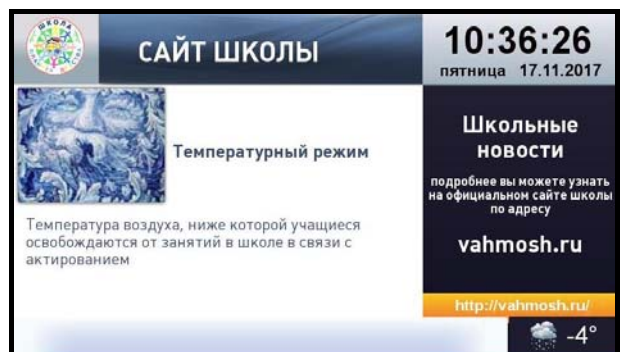 ШКОЛА
САЙТ ШКОЛЫ
10:36:26
пятница 17.11.2017
Температурный режим
Температура воздуха, ниже которой учащиеся
освобождаются от занятий в школе в связи с
актированием
Школьные
новости
подробнее вы можете узнать
на официальном сайте школы
по адресу
vahmosh.ru
http://vahmosh.ru/
-4°